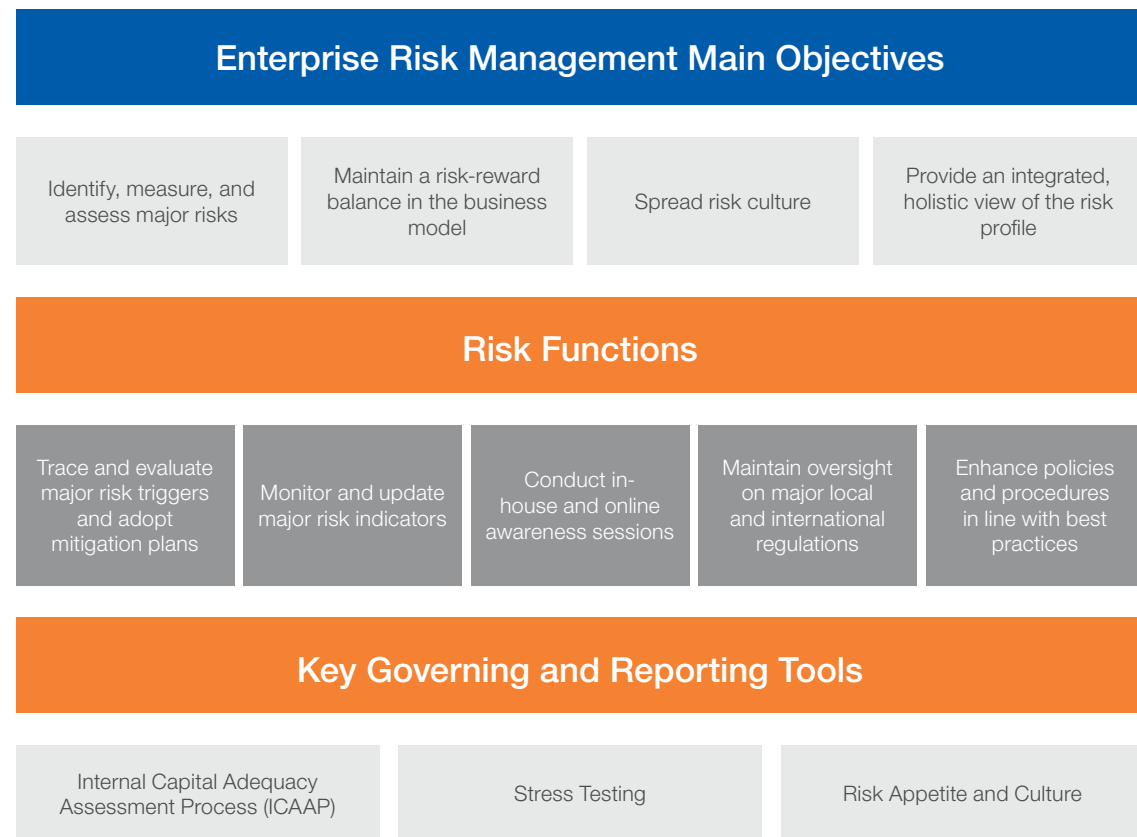 Enterprise Risk Management Main Objectives
Identify, measure, and
assess major risks
Maintain a risk-reward
balance in the business
model
Spread risk culture
Provide an integrated,
holistic view of the risk
profile
Risk Functions
Trace and evaluate
major risk triggers
and adopt
mitigation plans
Monitor and update
major risk indicators
Conduct in-
house and online
awareness sessions
Maintain oversight
on major local
and international
regulations
Enhance policies
and procedures
in line with best
practices
Key Governing and Reporting Tools
Internal Capital Adequacy
Assessment Process (ICAAP)
Stress Testing
Risk Appetite and Culture